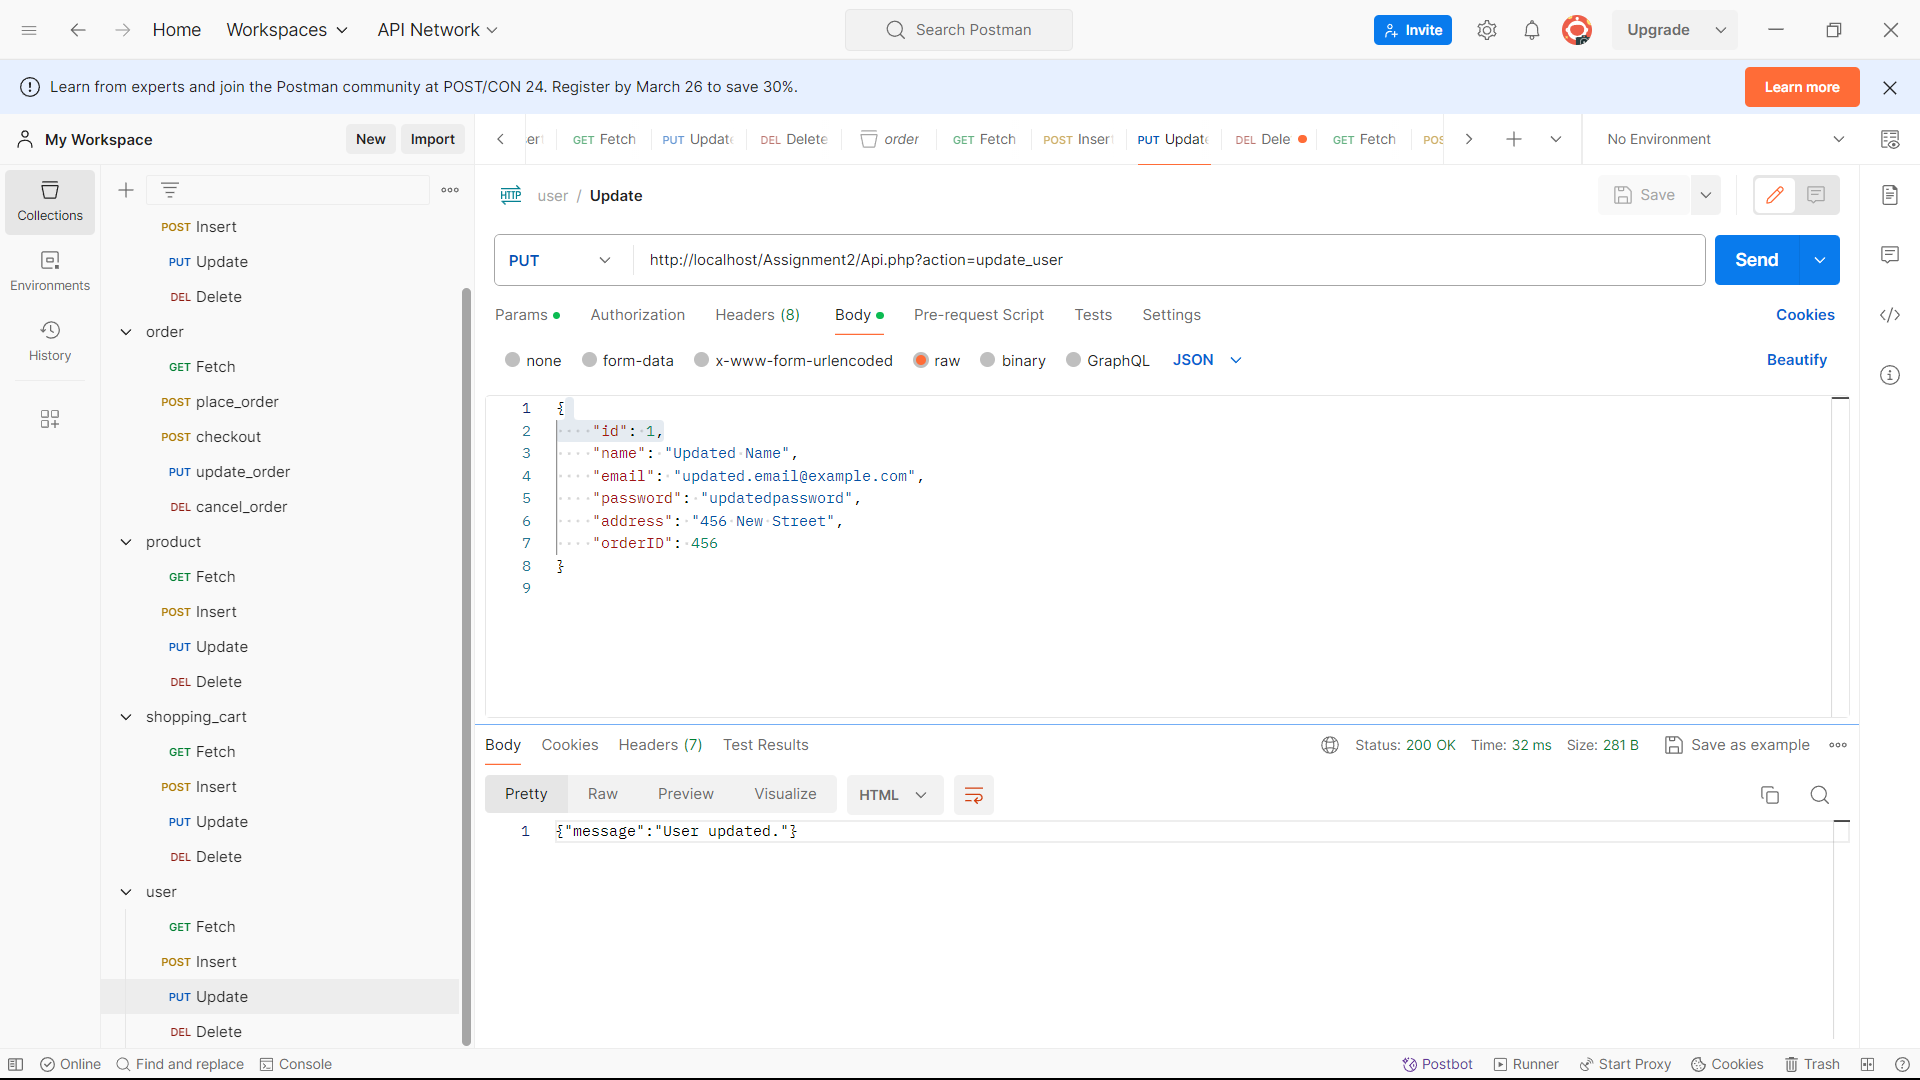 Home Workspaces API Network Search Postman Invite Upgrade
Learn from experts and join the Postman community at POST/CON 24. Register by March 26 to save 30%. Learn more
My Workspace New Import
GET Fetch PUT Update DEL Delete order GET Fetch POST Insert PUT Update DEL Dele GET Fetch No Environment
Collections
Environments
History
POST Insert
PUT Update
DEL Delete
order
GET Fetch
POST place_order
POST checkout
PUT update_order
DEL cancel_order
product
GET Fetch
POST Insert
PUT Update
DEL Delete
shopping_cart
GET Fetch
POST Insert
PUT Update
DEL Delete
user
GET Fetch
POST Insert
PUT Update
DEL Delete
HTTP user / Update Save
PUT http://localhost/Assignment2/Api.php?action=update_user Send
Params Authorization Headers (8) Body Pre-request Script Tests Settings Cookies
none form-data x-www-form-urlencoded raw binary GraphQL JSON Beautify
1 {
2 "id": 1,
3 "name": "Updated Name",
4 "email": "updated.email@example.com",
5 "password": "updatedpassword",
6 "address": "456 New Street",
7 "orderID": 456
8 }
9
Body Cookies Headers (7) Test Results Status: 200 OK Time: 32 ms Size: 281 B Save as example
Pretty Raw Preview Visualize HTML
1 {"message":"User updated."}
Online Find and replace Console Postbot Runner Start Proxy Cookies Trash